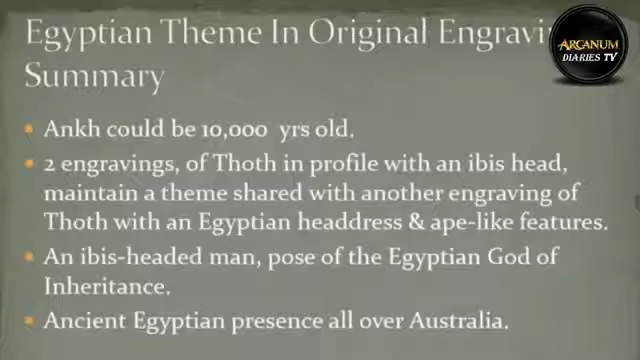 Egyptian Theme In Original Engravin
Summary
ARCANUM
DIARIES TV
Ankh could be 10,000 yrs old.
2 engravings, of Thoth in profile with an ibis head,
maintain a theme shared with another engraving of
Thoth with an Egyptian headdress & ape-like features.
An ibis-headed man, pose of the Egyptian God of
Inheritance.
Ancient Egyptian presence all over Australia.